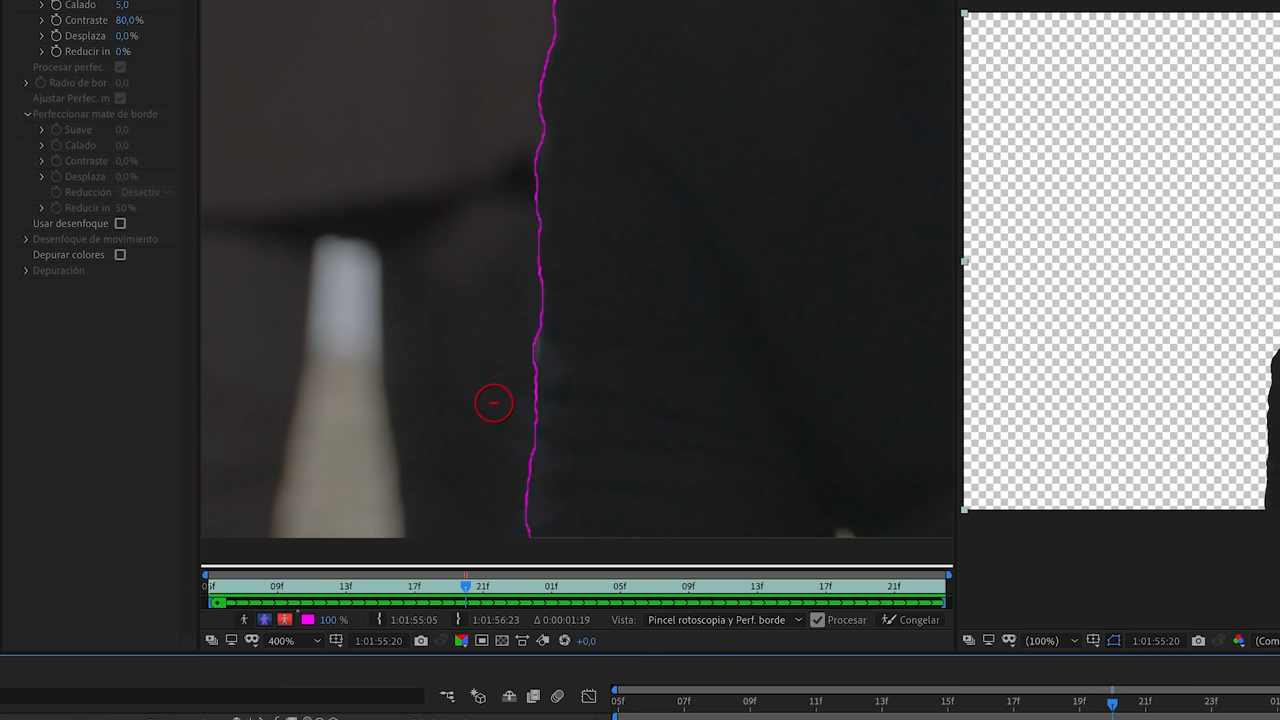 Calado 5,0
Contraste 80,0%
Desplaza 0,0%
Reducir in 0%
Procesar perfec.
Radio de bor 0,0
Ajustar Perfec. m
Perfeccionar mate de borde
Suave 0,0
Calado 0,0
Contraste 0,0%
Desplaza 0,0%
Reducción Desactiv
Reducir in 50%
Usar desenfoque
Desenfoque de movimiento
Depurar colores
Depuración
09f 13f 17f 21f 01f 05f 09f 13f 17f 21f
100 % 1:01:55:05 1:01:56:23 Δ 0:00:01:19 Vista: Pincel rotoscopia y Perf. borde Procesar Congelar
400% 1:01:55:20 +0,0 (100%) 1:01:55:20 (Com
05f 07f 09f 11f 13f 15f 17f 19f 21f 23f